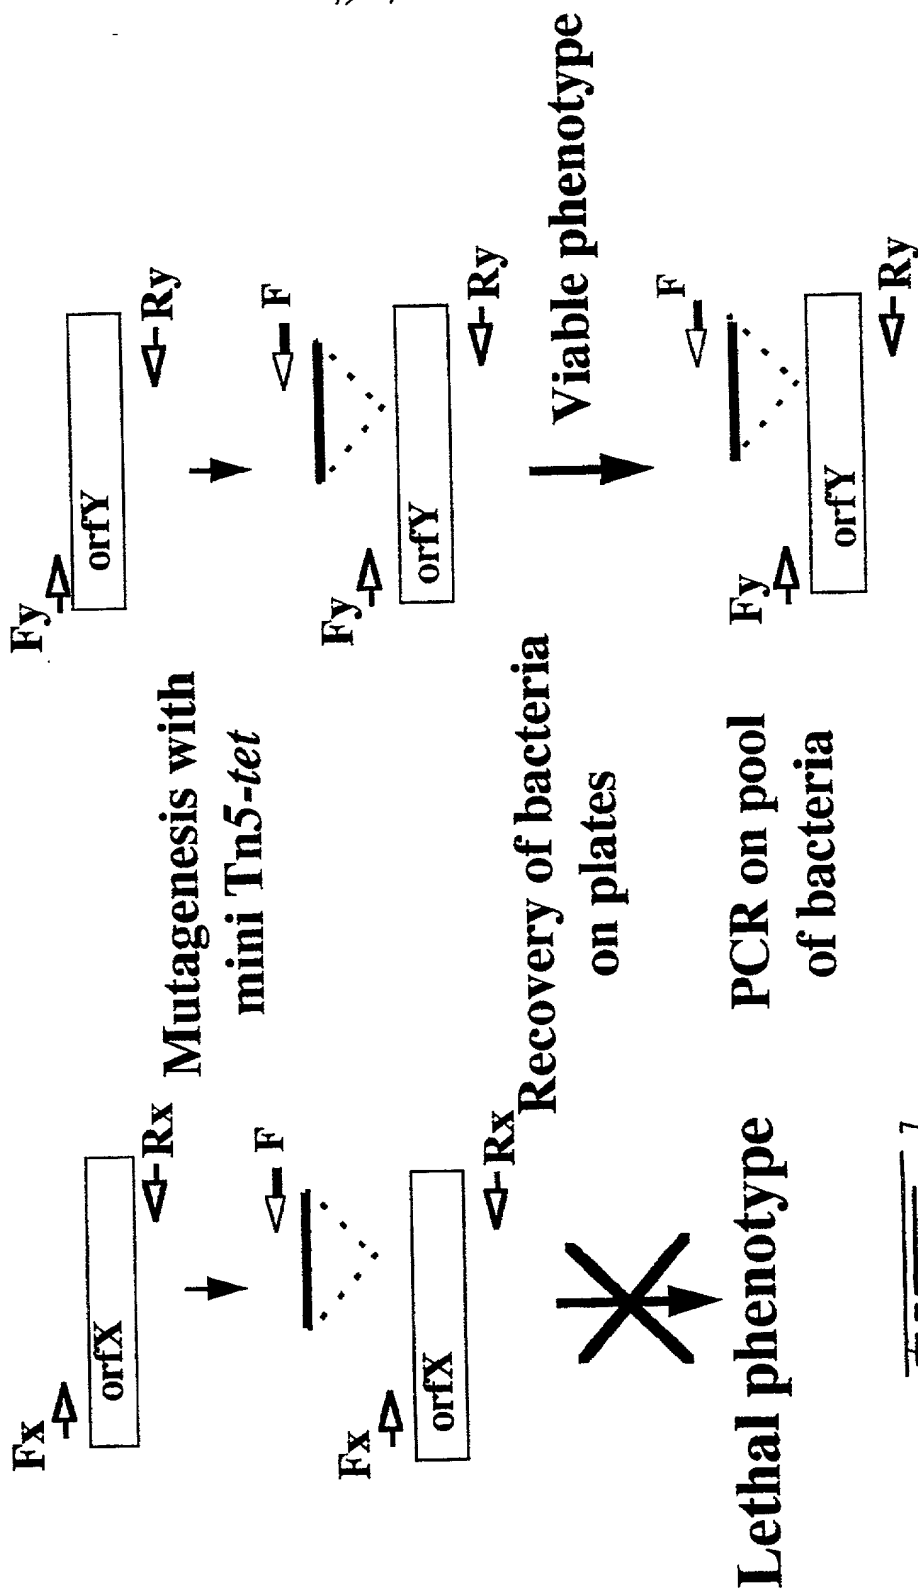 Fx
Fy
orfX
orfY
Rx
Ry
Mutagenesis with
mini Tn5-tet
F
F
Fx
Fy
orfX
orfY
Rx
Ry
Recovery of bacteria
on plates
Viable phenotype
Lethal phenotype
PCR on pool
of bacteria
F
Fy
orfY
Ry